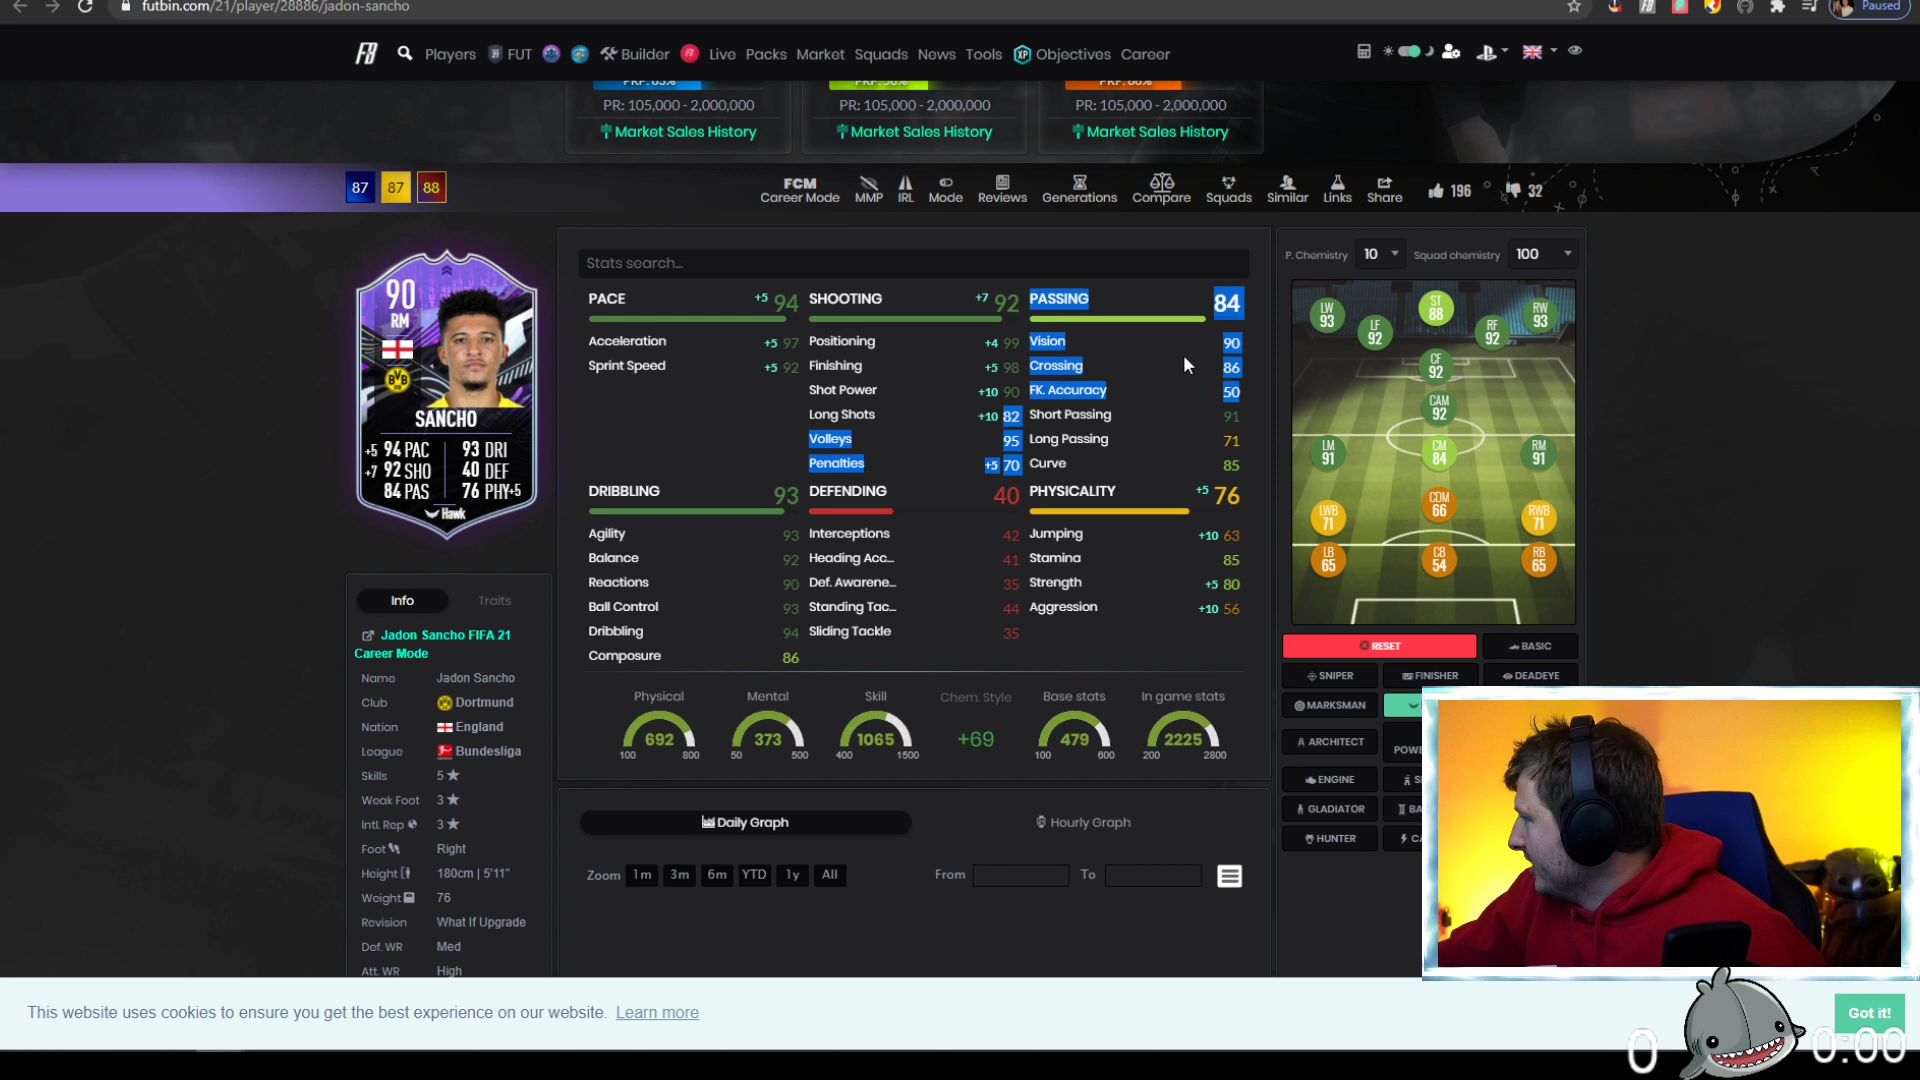 futbin.com/21/player/28886/jadon-sancho
Paused
Players FUT Builder Live Packs Market Squads News Tools XP Objectives Career
PR: 105,000 - 2,000,000 PR: 105,000 - 2,000,000 PR: 105,000 - 2,000,000
Market Sales History Market Sales History Market Sales History
87 87 88
FCM
Career Mode MMP IRL Mode Reviews Generations Compare Squads Similar Links Share 196 32
Stats search...
P. Chemistry 10 Squad chemistry 100
90
RM
SANCHO
+5 94 PAC 93 DRI
+7 92 SHO 40 DEF
84 PAS 76 PHY+5
Hawk
PACE +5 94 SHOOTING +7 92 PASSING 84
Acceleration +5 97 Positioning +4 99 Vision 90
Sprint Speed +5 92 Finishing +5 98 Crossing 86
Shot Power +10 90 FK. Accuracy 50
Long Shots +10 82 Short Passing 91
Volleys 95 Long Passing 71
Penalties +5 70 Curve 85
DRIBBLING 93 DEFENDING 40 PHYSICALITY +5 76
Agility 93 Interceptions 42 Jumping +10 63
Balance 92 Heading Acc... 41 Stamina 85
Reactions 90 Def. Awarene... 35 Strength +5 80
Ball Control 93 Standing Tac... 44 Aggression +10 56
Dribbling 94 Sliding Tackle 35
Composure 86
Physical Mental Skill Chem. Style Base stats In game stats
692 373 1065 +69 479 2225
100 800 50 500 400 1500 100 600 200 2800
LW
93
ST
88
RW
93
LF
92
RF
92
CF
92
CAM
92
LM
91
CM
84
RM
91
CDM
66
LWB
71
RWB
71
LB
65
CB
54
RB
65
RESET BASIC
SNIPER FINISHER DEADEYE
MARKSMAN
ARCHITECT POWE
ENGINE S
GLADIATOR BA
HUNTER CA
Info Traits
Jadon Sancho FIFA 21
Career Mode
Name Jadon Sancho
Club Dortmund
Nation England
League Bundesliga
Skills 5
Weak Foot 3
Intl. Rep 3
Foot Right
Height 180cm | 5'11"
Weight 76
Revision What If Upgrade
Def. WR Med
Att. WR High
Daily Graph Hourly Graph
Zoom 1m 3m 6m YTD 1y All From To
This website uses cookies to ensure you get the best experience on our website. Learn more
Got it!
0 0:00